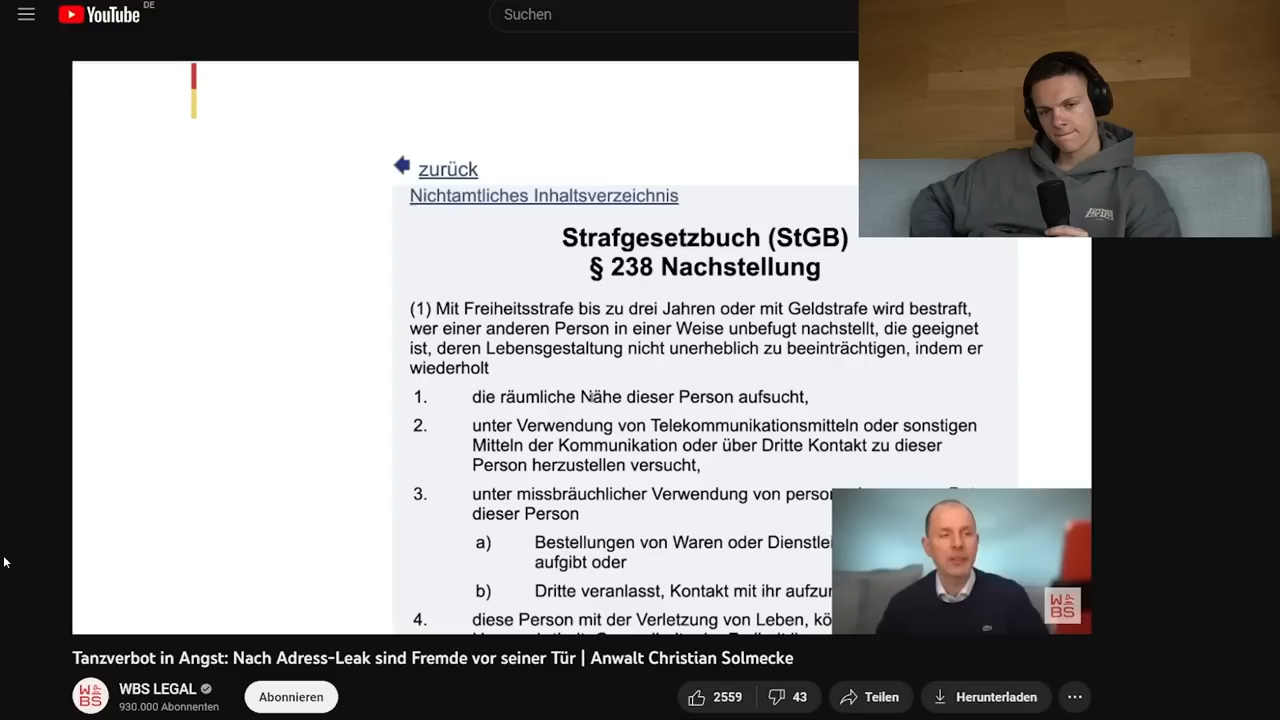 YouTube DE
Suchen
zurück
Nichtamtliches Inhaltsverzeichnis
Strafgesetzbuch (StGB)
§ 238 Nachstellung
(1) Mit Freiheitsstrafe bis zu drei Jahren oder mit Geldstrafe wird bestraft,
wer einer anderen Person in einer Weise unbefugt nachstellt, die geeignet
ist, deren Lebensgestaltung nicht unerheblich zu beeinträchtigen, indem er
wiederholt
1. die räumliche Nähe dieser Person aufsucht,
2. unter Verwendung von Telekommunikationsmitteln oder sonstigen
Mitteln der Kommunikation oder über Dritte Kontakt zu dieser
Person herzustellen versucht,
3. unter missbräuchlicher Verwendung von
dieser Person
a) Bestellungen von Waren oder
aufgibt oder
b) Dritte veranlasst, Kontakt mit ihr
4. diese Person mit der Verletzung von Leben,
WBS
Tanzverbot in Angst: Nach Adress-Leak sind Fremde vor seiner Tür | Anwalt Christian Solmecke
WBS
WBS LEGAL
930.000 Abonnenten
Abonnieren
2559
43
Teilen
Herunterladen